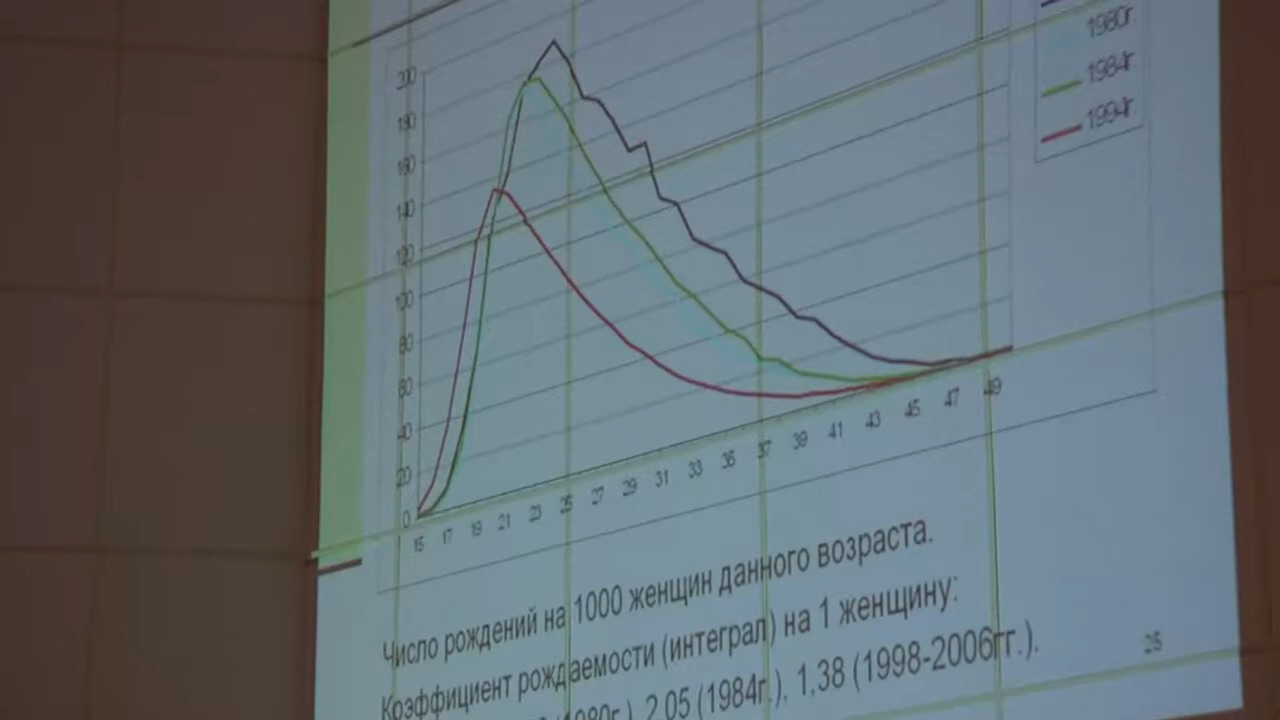 1980г.
1984г.
1994г.
200
180
160
140
120
100
80
60
40
20
0
15 17 19 21 23 25 27 29 31 33 35 37 39 41 43 45 47 49
Число рождений на 1000 женщин данного возраста.
Коэффициент рождаемости (интеграл) на 1 женщину:
(1980г.), 2,05 (1984г.), 1,38 (1998-2006гг.).
26